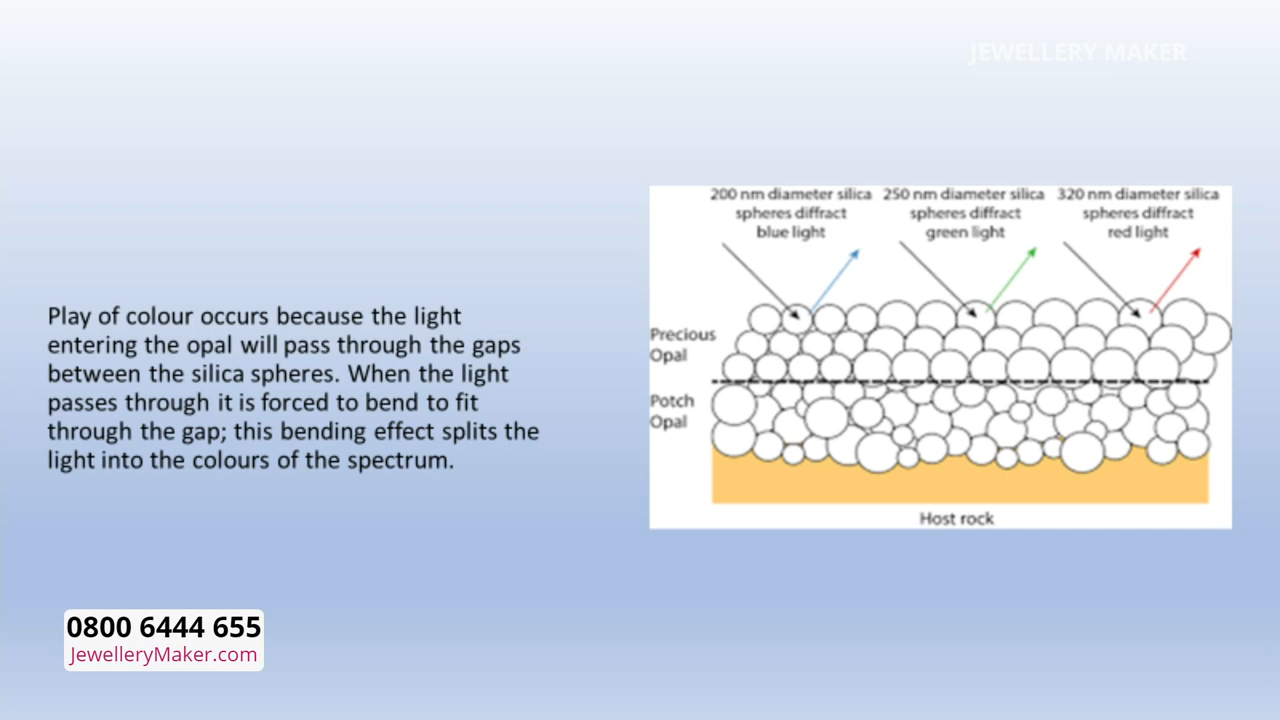 JEWELLERY MAKER
200 nm diameter silica
spheres diffract
blue light
250 nm diameter silica
spheres diffract
green light
320 nm diameter silica
spheres diffract
red light
Precious
Opal
Potch
Opal
Host rock
Play of colour occurs because the light
entering the opal will pass through the gaps
between the silica spheres. When the light
passes through it is forced to bend to fit
through the gap; this bending effect splits the
light into the colours of the spectrum.
0800 6444 655
JewelleryMaker.com